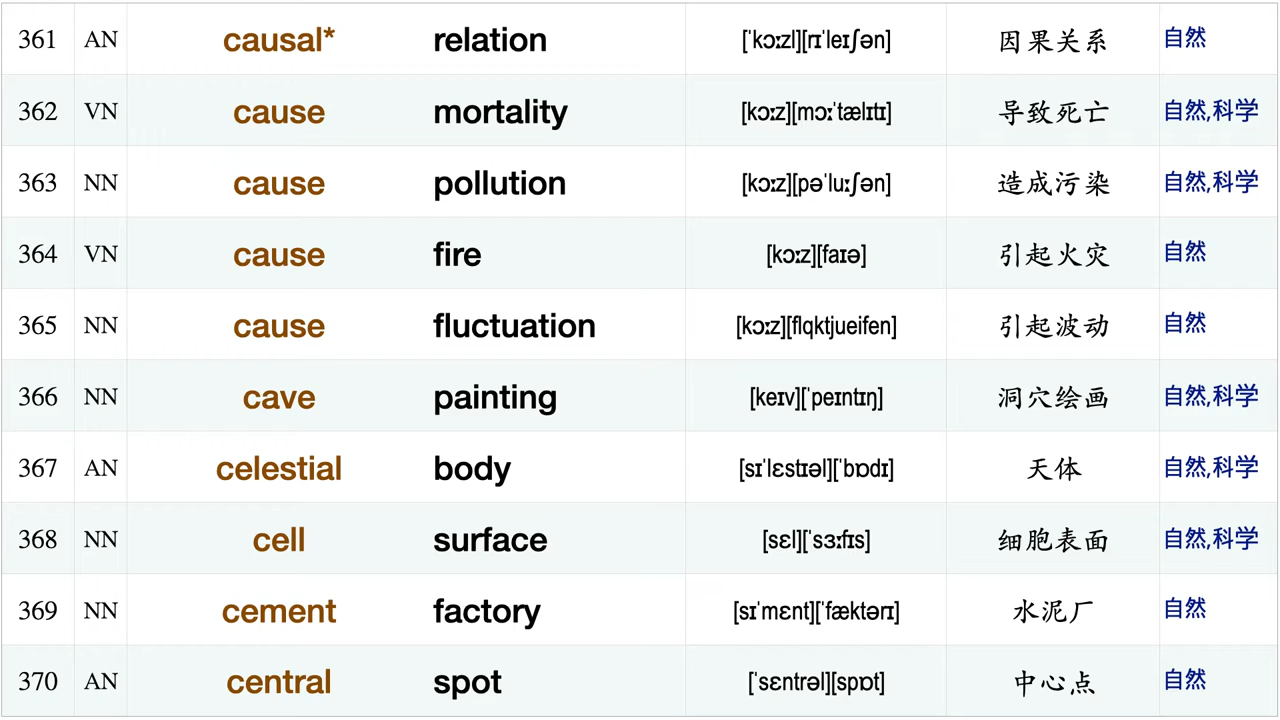 361 AN causal* relation [ˈkɔːzl][rɪˈleɪʃən] 因果关系 自然
362 VN cause mortality [kɔːz][mɔːˈtælɪtɪ] 导致死亡 自然,科学
363 NN cause pollution [kɔːz][pəˈluːʃən] 造成污染 自然,科学
364 VN cause fire [kɔːz][faɪə] 引起火灾 自然
365 NN cause fluctuation [kɔːz][flqktjueifen] 引起波动 自然
366 NN cave painting [keɪv][ˈpeɪntɪŋ] 洞穴绘画 自然,科学
367 AN celestial body [sɪˈlɛstɪəl][ˈbɒdɪ] 天体 自然,科学
368 NN cell surface [sɛl][ˈsɜːfɪs] 细胞表面 自然,科学
369 NN cement factory [sɪˈmɛnt][ˈfæktərɪ] 水泥厂 自然
370 AN central spot [ˈsɛntrəl][spɒt] 中心点 自然